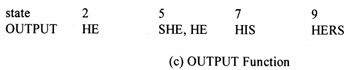 state 2 5 7 9
OUTPUT HE SHE, HE HIS HERS
(c) OUTPUT Function